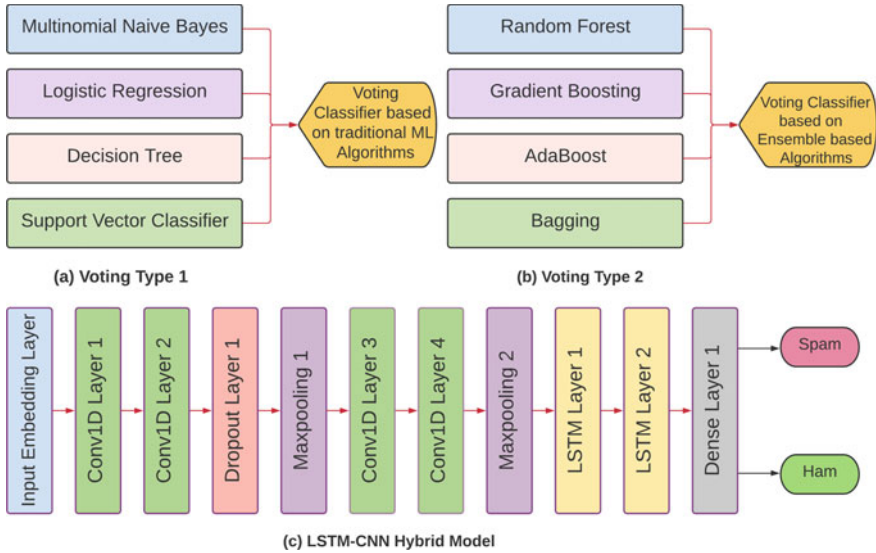 Multinomial Naive Bayes
Logistic Regression
Decision Tree
Support Vector Classifier
Voting
Classifier based
on traditional ML
Algorithms
(a) Voting Type 1
Random Forest
Gradient Boosting
AdaBoost
Bagging
Voting Classifier
based on
Ensemble based
Algorithms
(b) Voting Type 2
Input Embedding Layer
Conv1D Layer 1
Conv1D Layer 2
Dropout Layer 1
Maxpooling 1
Conv1D Layer 3
Conv1D Layer 4
Maxpooling 2
LSTM Layer 1
LSTM Layer 2
Dense Layer 1
Spam
Ham
(c) LSTM-CNN Hybrid Model